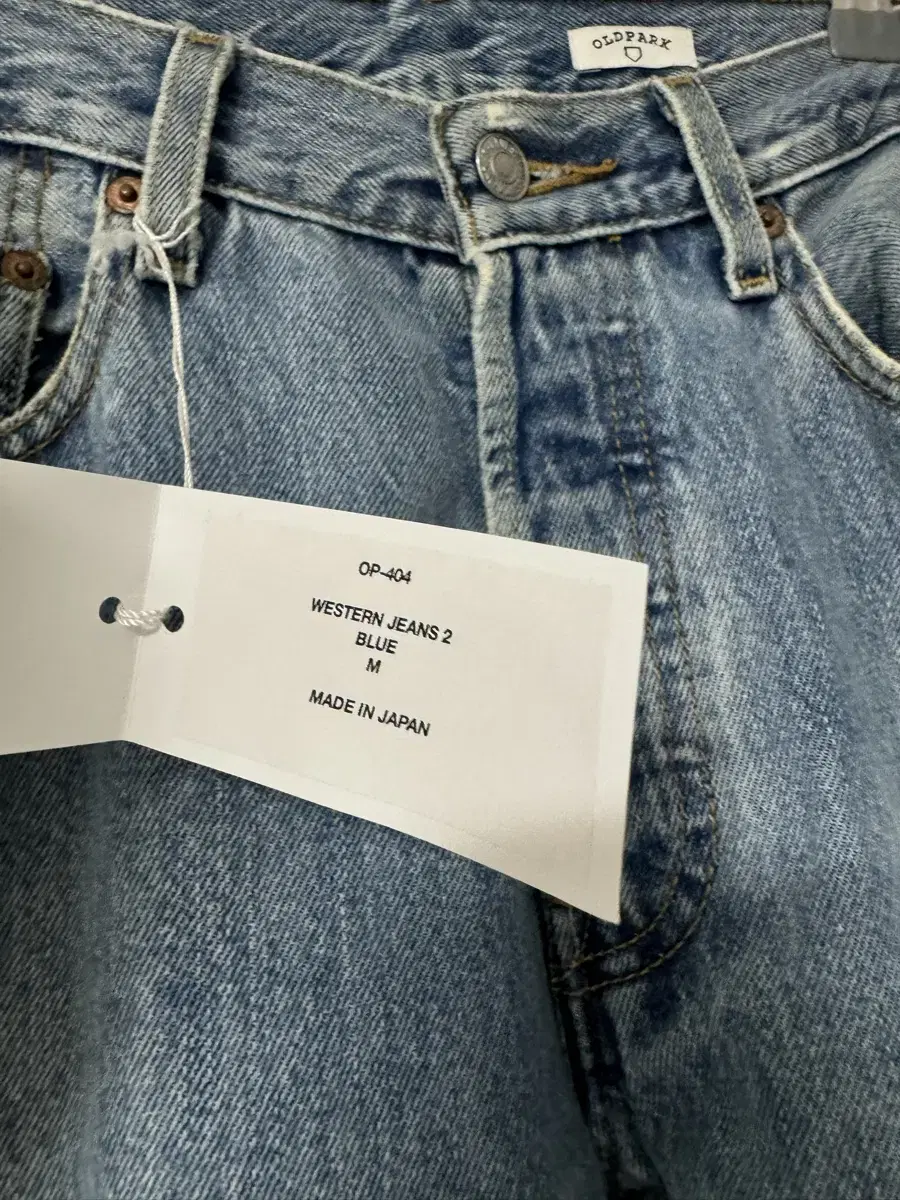 OLDPARK
OP-404
WESTERN JEANS 2
BLUE
M
MADE IN JAPAN